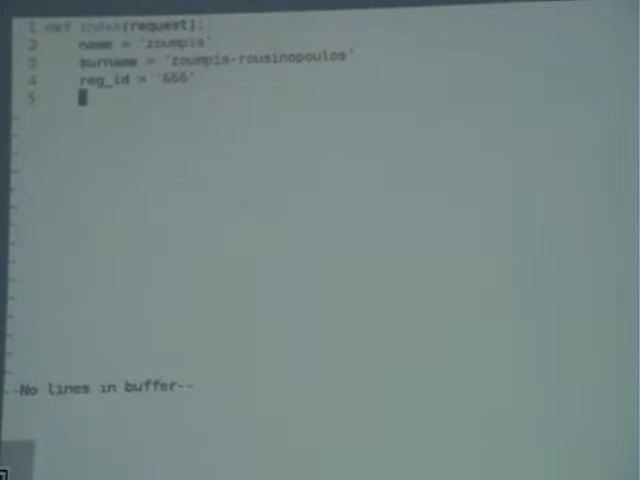 1 def index(request):
2 name = 'zoumpis'
3 surname = 'zoumpis-rousinopoulos'
4 reg_id = '666'
5
--No lines in buffer--